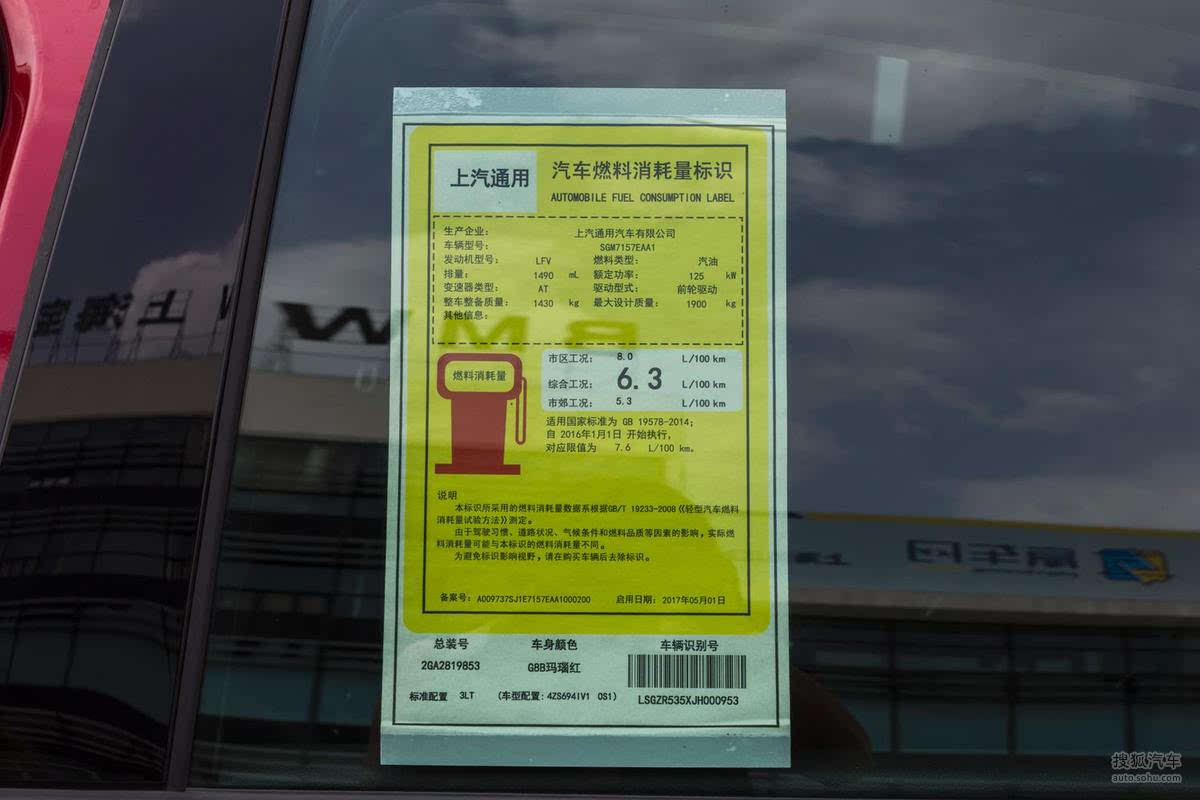 上汽通用
汽车燃料消耗量标识
AUTOMOBILE FUEL CONSUMPTION LABEL
生产企业: 上汽通用汽车有限公司
车辆型号: SGM7157EAA1
发动机型号: LFV 燃料类型: 汽油
排量: 1490 mL 额定功率: 125 kW
变速器类型: AT 驱动型式: 前轮驱动
整车整备质量: 1430 kg 最大设计质量: 1900 kg
其他信息:
燃料消耗量
市区工况: 8.0 L/100 km
综合工况: 6.3 L/100 km
市郊工况: 5.3 L/100 km
适用国家标准为 GB 19578-2014;
自 2016年1月1日 开始执行,
对应限值为 7.6 L/100 km。
说明
本标识所采用的燃料消耗量数据系根据GB/T 19233-2008《轻型汽车燃料
消耗量试验方法》测定。
由于驾驶习惯、道路状况、气候条件和燃料品质等因素的影响,实际燃
料消耗量可能与本标识的燃料消耗量不同。
为避免标识影响视野,请在购买车辆后去除标识。
备案号: A009737SJ1E7157EAA1000200 启用日期: 2017年05月01日
总装号 车身颜色 车辆识别号
2GA2819853 G8B玛瑙红
标准配置 3LT (车型配置: 4ZS694IV1 0S1) LSGZR535XJH000953
BMW
搜狐汽车
auto.sohu.com